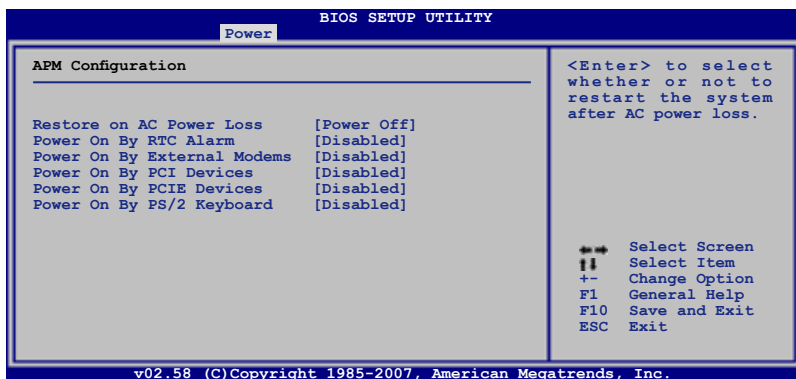 BIOS SETUP UTILITY
Power
APM Configuration
Restore on AC Power Loss [Power Off]
Power On By RTC Alarm [Disabled]
Power On By External Modems [Disabled]
Power On By PCI Devices [Disabled]
Power On By PCIE Devices [Disabled]
Power On By PS/2 Keyboard [Disabled]
<Enter> to select
whether or not to
restart the system
after AC power loss.
←→ Select Screen
↑↓ Select Item
+- Change Option
F1 General Help
F10 Save and Exit
ESC Exit
v02.58 (C)Copyright 1985-2007, American Megatrends, Inc.